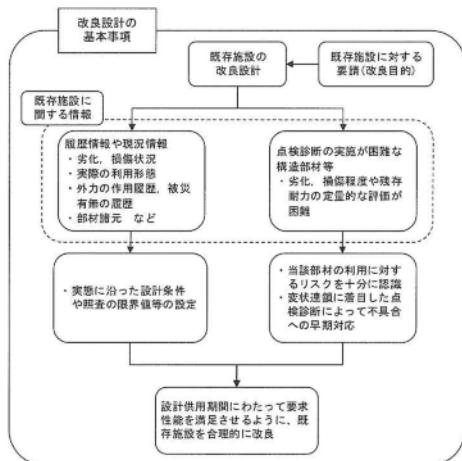 改良設計の
基本事項
既存施設の
改良設計
既存施設に対する
要請(改良目的)
既存施設に
関する情報
履歴情報や現況情報
・劣化，損傷状況
・実際の利用形態
・外力の作用履歴，被災
有無の履歴
・部材諸元 など
点検診断の実施が困難な
構造部材等
・劣化，損傷程度や残存
耐力の定量的な評価が
困難
・実態に沿った設計条件
や照査の限界値等の設定
・当該部材の利用に対す
るリスクを十分に認識
・変状連鎖に着目した点
検診断によって不具合
への早期対応
設計供用期間にわたって要求
性能を満足させるように、既
存施設を合理的に改良